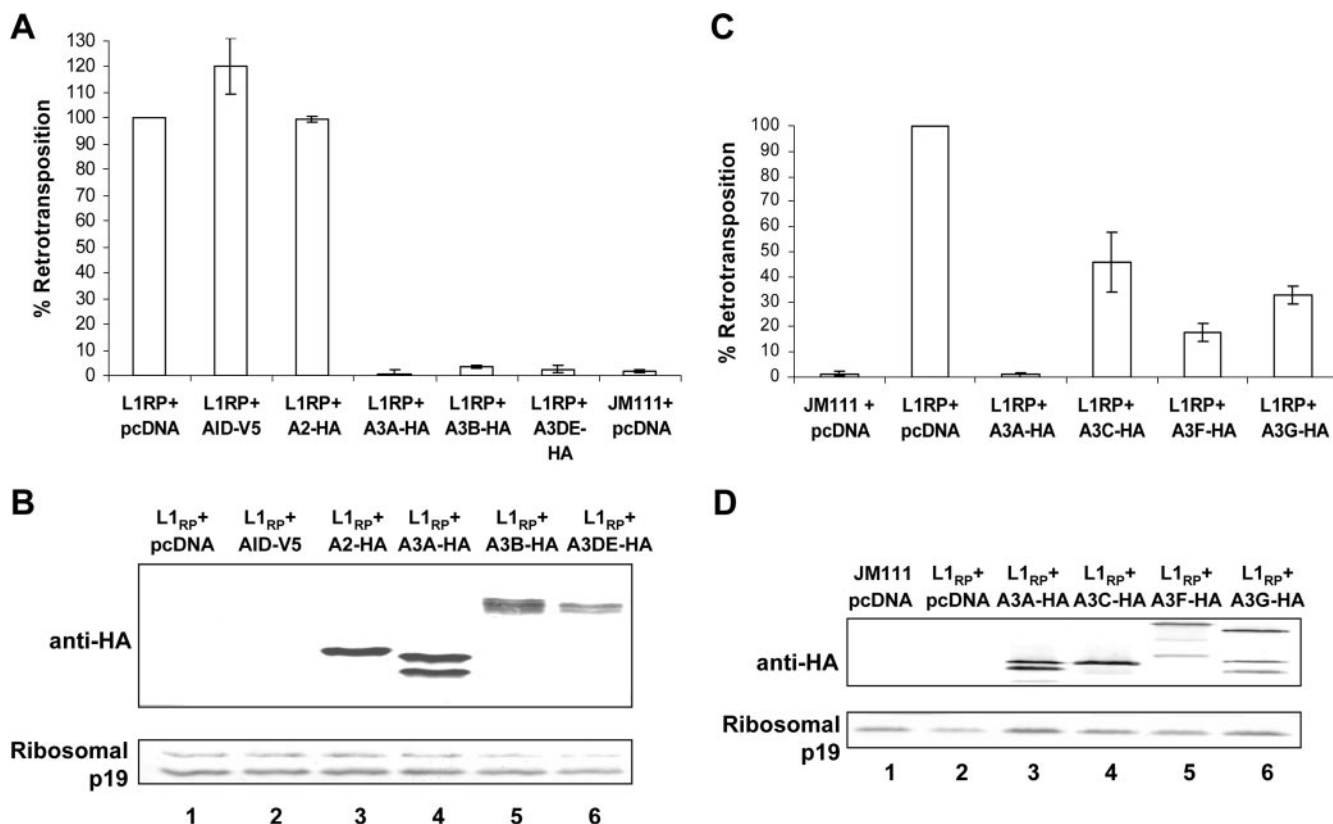 A
% Retrotransposition
130
120
110
100
90
80
70
60
50
40
30
20
10
0
L1RP+ L1RP+ L1RP+ L1RP+ L1RP+ L1RP+ JM111+
pcDNA AID-V5 A2-HA A3A-HA A3B-HA A3DE- pcDNA
HA
B
L1RP+ L1RP+ L1RP+ L1RP+ L1RP+ L1RP+
pcDNA AID-V5 A2-HA A3A-HA A3B-HA A3DE-HA
anti-HA
Ribosomal
p19
1 2 3 4 5 6
C
% Retrotransposition
100
90
80
70
60
50
40
30
20
10
0
JM111 + L1RP+ L1RP+ L1RP+ L1RP+ L1RP+
pcDNA pcDNA A3A-HA A3C-HA A3F-HA A3G-HA
D
JM111 L1RP+ L1RP+ L1RP+ L1RP+ L1RP+
pcDNA pcDNA A3A-HA A3C-HA A3F-HA A3G-HA
anti-HA
Ribosomal
p19
1 2 3 4 5 6